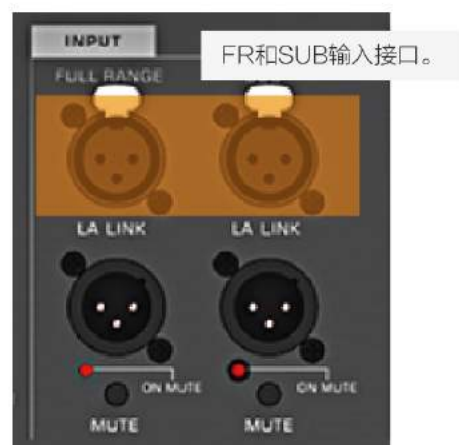 INPUT
FR和SUB输入接口。
FULL RANGE
LA LINK LA LINK
ON MUTE ON MUTE
MUTE MUTE